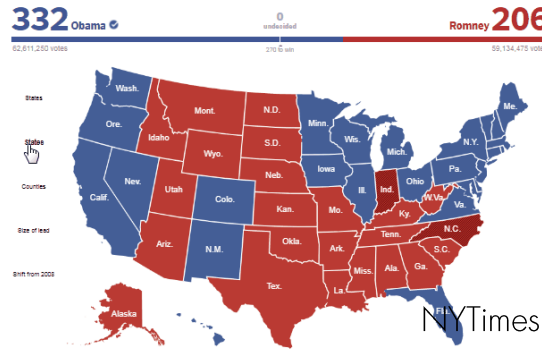 332 Obama
0
undecided
Romney 206
62,611,250 votes
270 to win
59,134,475 votes
States
States
Counties
Size of lead
Shift from 2008
Wash.
Ore.
Idaho
Mont.
N.D.
Minn.
S.D.
Wyo.
Wis.
Mich.
N.Y.
Me.
Nev.
Calif.
Utah
Colo.
Neb.
Iowa
Ill.
Ind.
Ohio
Pa.
W.Va.
Va.
Kan.
Mo.
Ky.
N.C.
Ariz.
N.M.
Okla.
Ark.
Tenn.
S.C.
Tex.
La.
Miss.
Ala.
Ga.
Alaska
Fla.
NYTimes